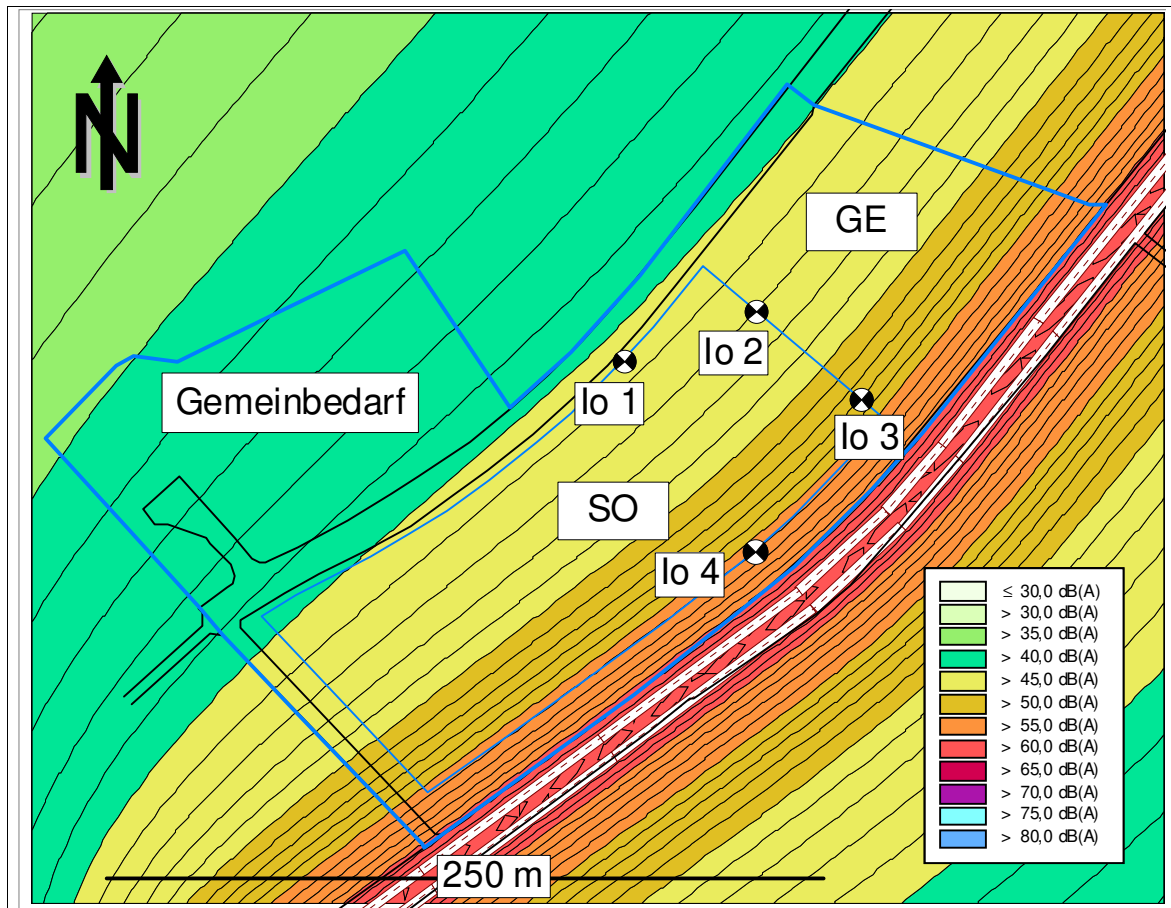 N
GE
Io 2
Io 1
Gemeinbedarf
Io 3
SO
Io 4
≤ 30,0 dB(A)
> 30,0 dB(A)
> 35,0 dB(A)
> 40,0 dB(A)
> 45,0 dB(A)
> 50,0 dB(A)
> 55,0 dB(A)
> 60,0 dB(A)
> 65,0 dB(A)
> 70,0 dB(A)
> 75,0 dB(A)
> 80,0 dB(A)
250 m